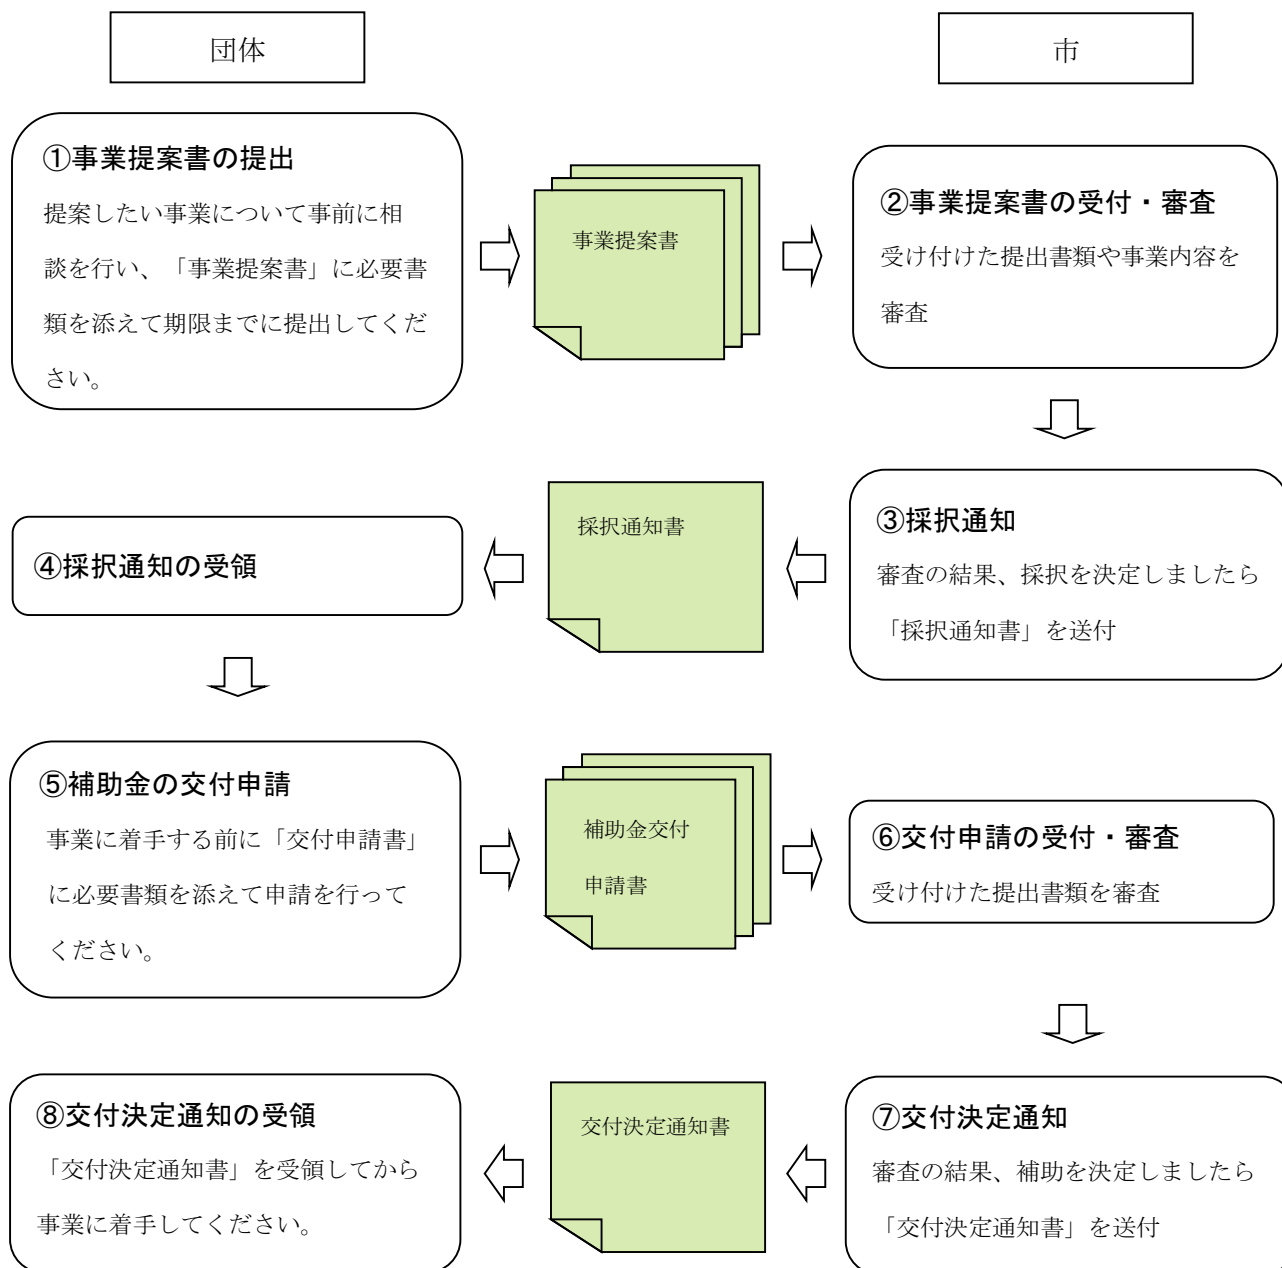 団体
市
①事業提案書の提出
提案したい事業について事前に相
談を行い、「事業提案書」に必要書
類を添えて期限までに提出してくだ
さい。
事業提案書
②事業提案書の受付・審査
受け付けた提出書類や事業内容を
審査
③採択通知
審査の結果、採択を決定しましたら
「採択通知書」を送付
採択通知書
④採択通知の受領
⑤補助金の交付申請
事業に着手する前に「交付申請書」
に必要書類を添えて申請を行って
ください。
補助金交付
申請書
⑥交付申請の受付・審査
受け付けた提出書類を審査
⑦交付決定通知
審査の結果、補助を決定しましたら
「交付決定通知書」を送付
交付決定通知書
⑧交付決定通知の受領
「交付決定通知書」を受領してから
事業に着手してください。